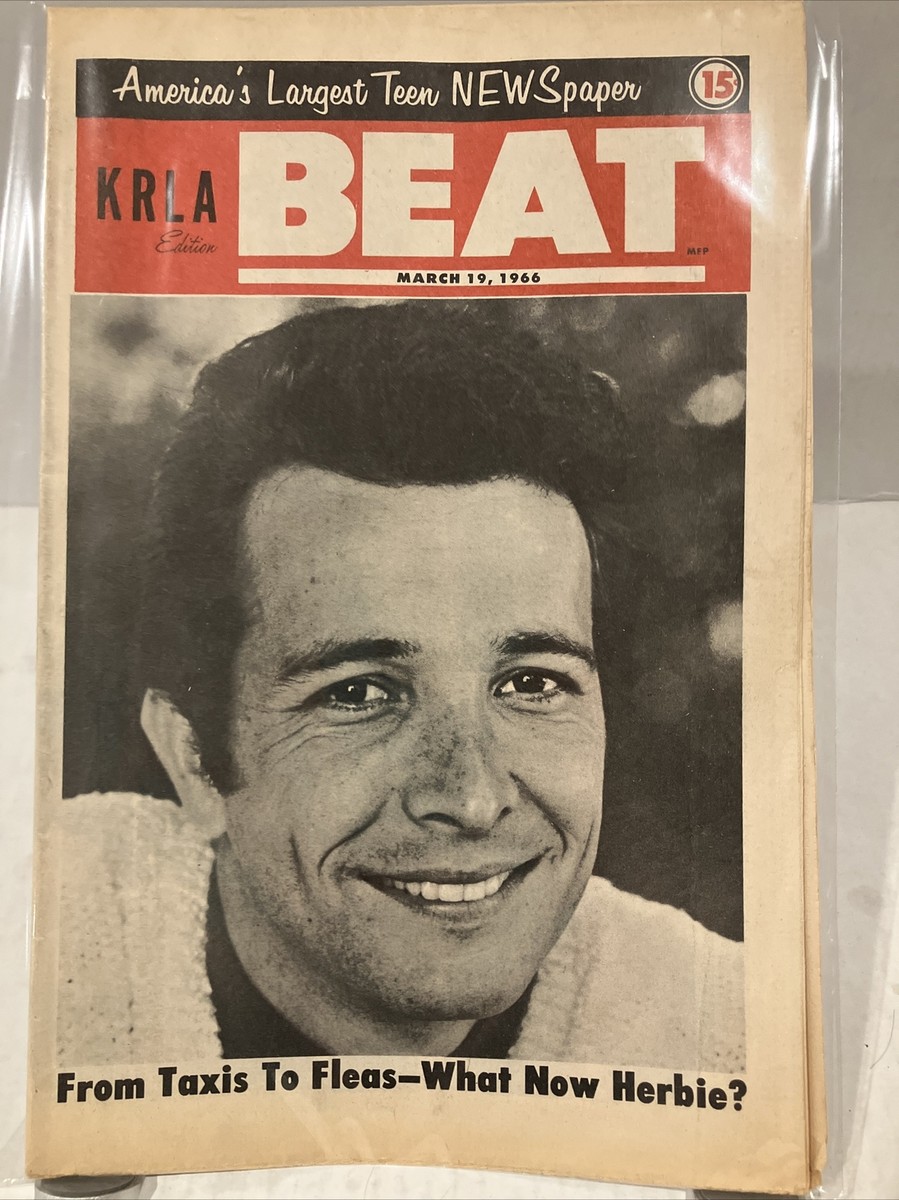 America's Largest Teen NEWSpaper
15¢
KRLA
Edition
BEAT
MFP
MARCH 19, 1966
From Taxis To Fleas—What Now Herbie?